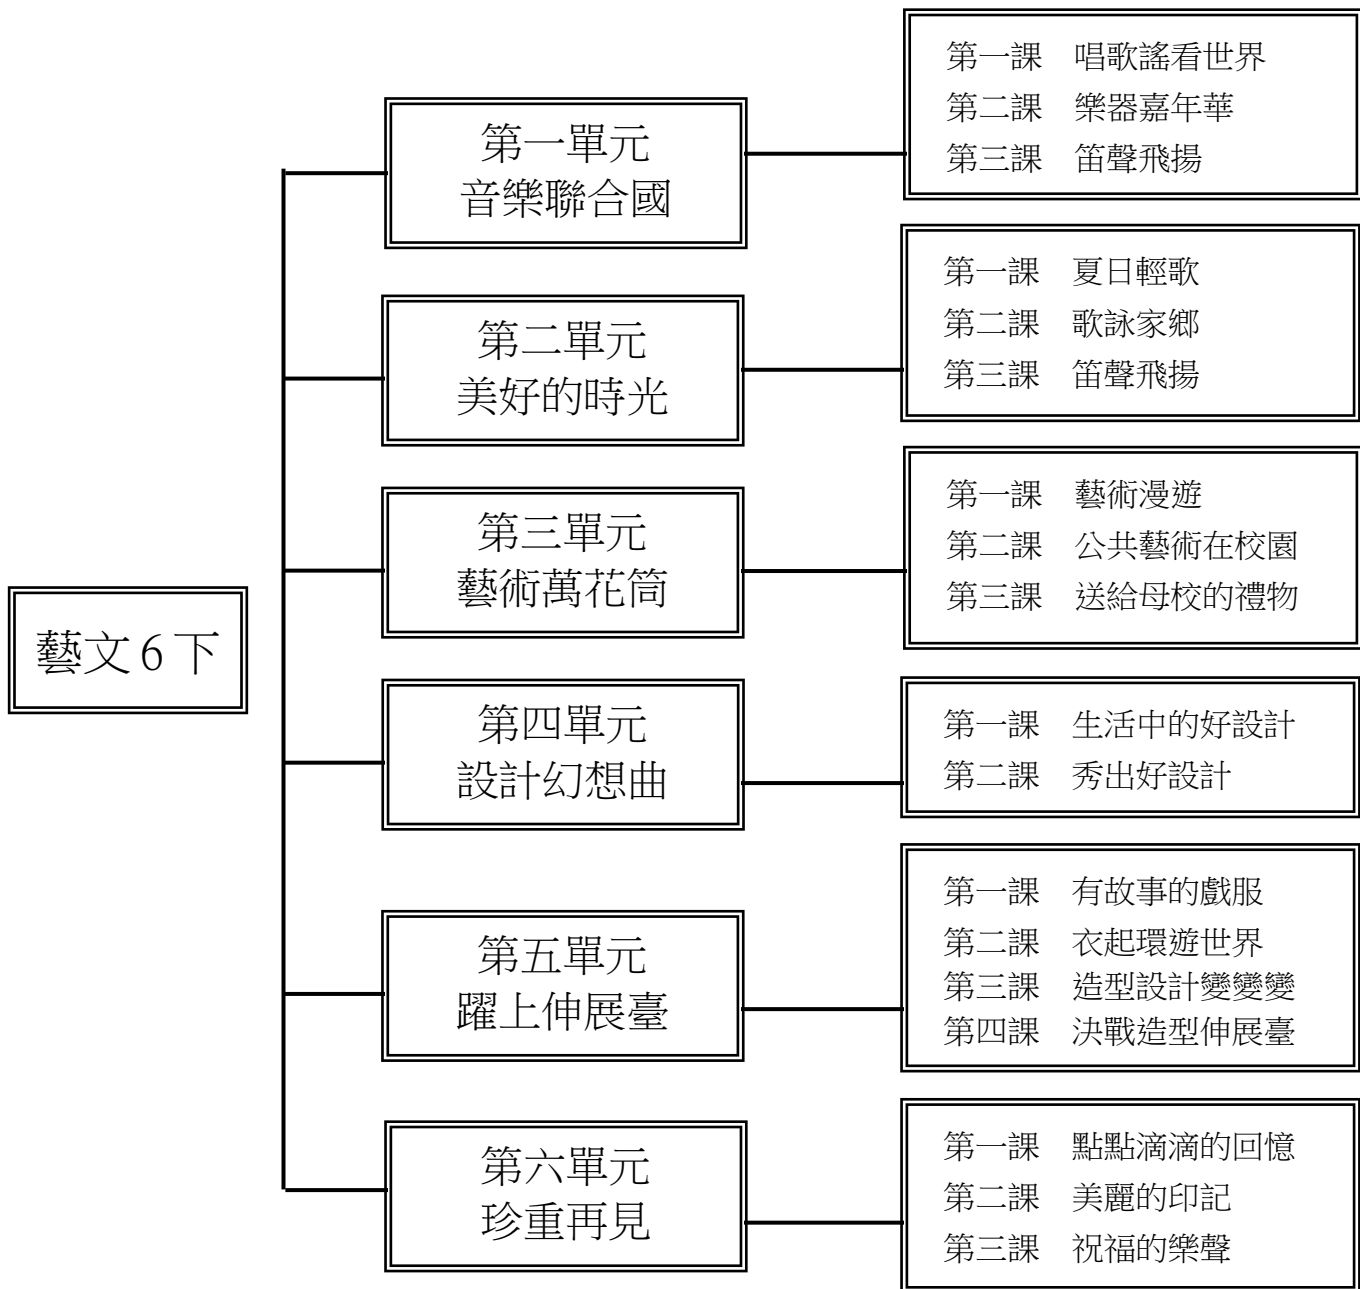 藝文6下
第一單元
音樂聯合國
第一課　唱歌謠看世界
第二課　樂器嘉年華
第三課　笛聲飛揚
第二單元
美好的時光
第一課　夏日輕歌
第二課　歌詠家鄉
第三課　笛聲飛揚
第三單元
藝術萬花筒
第一課　藝術漫遊
第二課　公共藝術在校園
第三課　送給母校的禮物
第四單元
設計幻想曲
第一課　生活中的好設計
第二課　秀出好設計
第五單元
躍上伸展臺
第一課　有故事的戲服
第二課　衣起環遊世界
第三課　造型設計變變變
第四課　決戰造型伸展臺
第六單元
珍重再見
第一課　點點滴滴的回憶
第二課　美麗的印記
第三課　祝福的樂聲